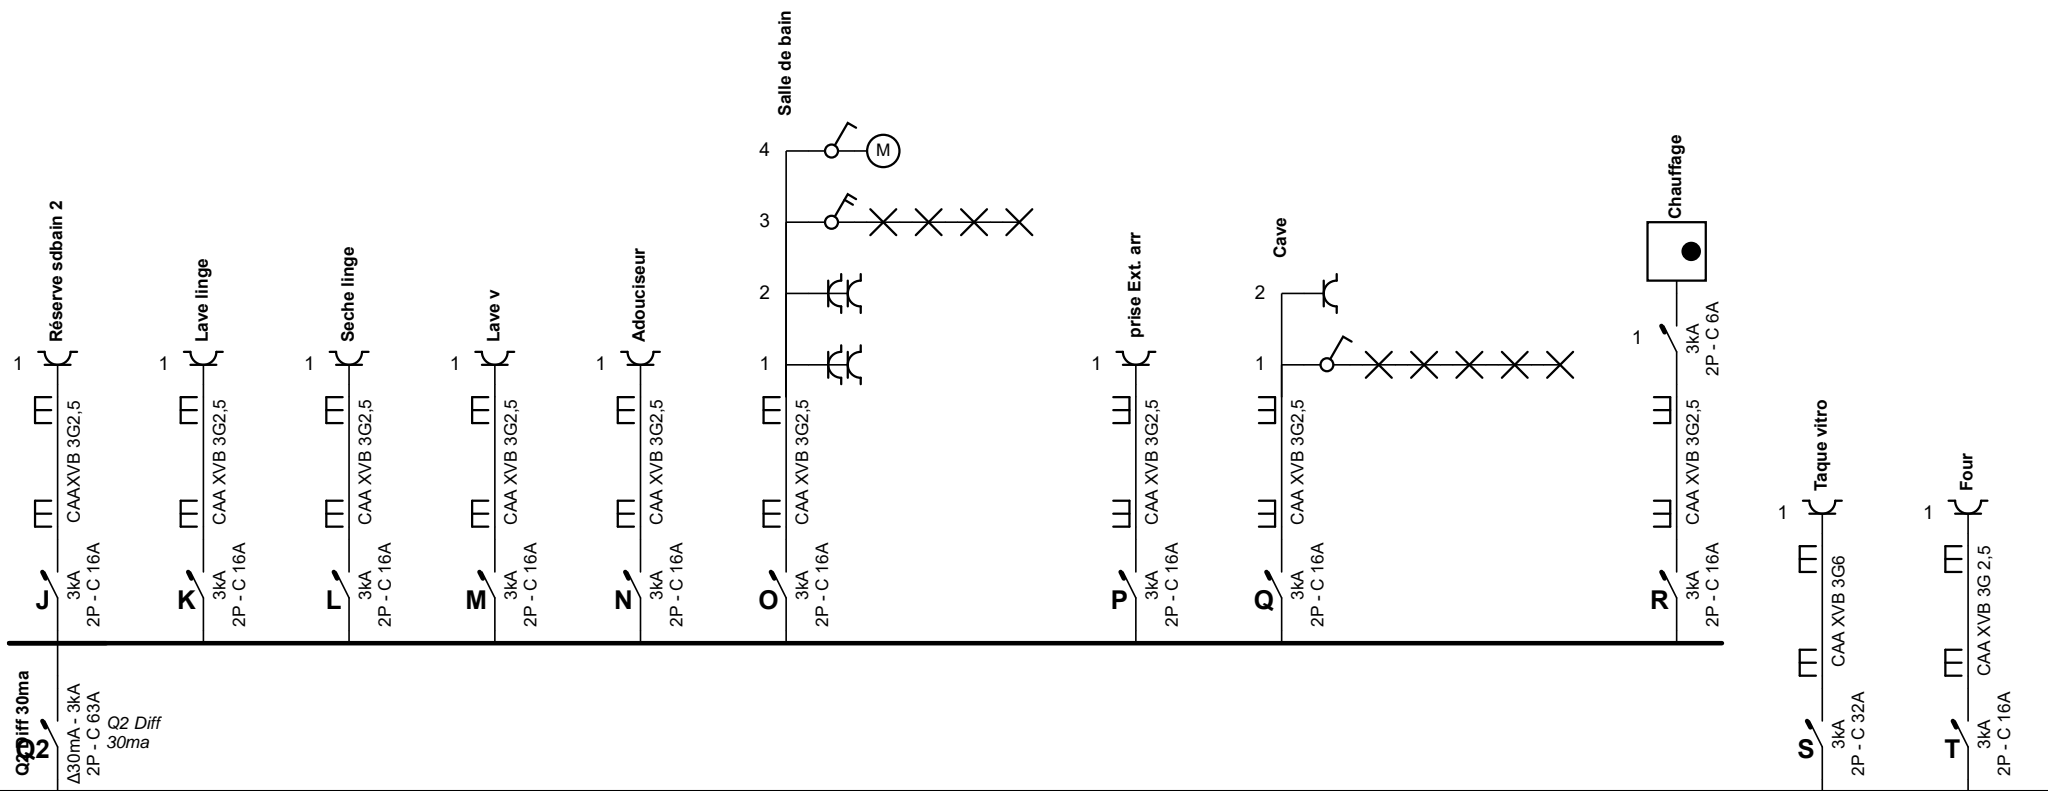 Salle de bain
4
M
3
2
1
Réserve sdbain 2
1
CAAXVB 3G2,5
J
3kA
2P - C 16A
Lave linge
1
CAA XVB 3G2,5
K
3kA
2P - C 16A
Seche linge
1
CAA XVB 3G2,5
L
3kA
2P - C 16A
Lave v
1
CAA XVB 3G2,5
M
3kA
2P - C 16A
Adouciseur
1
CAA XVB 3G2,5
N
3kA
2P - C 16A
CAA XVB 3G2,5
O
3kA
2P - C 16A
prise Ext. arr
1
CAA XVB 3G2,5
P
3kA
2P - C 16A
Cave
2
1
CAA XVB 3G2,5
Q
3kA
2P - C 16A
Chauffage
1
3kA
2P - C 6A
CAA XVB 3G2,5
R
3kA
2P - C 16A
Taque vitro
1
CAA XVB 3G6
S
3kA
2P - C 32A
Four
1
CAA XVB 3G 2,5
T
3kA
2P - C 16A
Q2 Diff 30ma
Q2
Δ30mA - 3kA
2P - C 63A
Q2 Diff
30ma